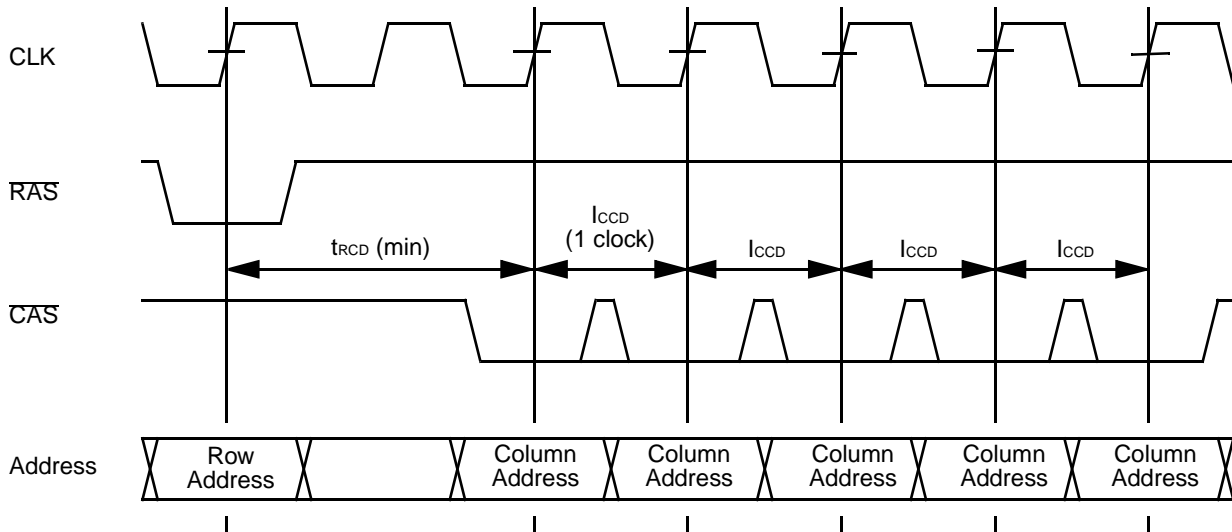 CLK
RAS
ICCD
(1 clock)
tRCD (min)
ICCD
ICCD
ICCD
CAS
Address
Row
Address
Column
Address
Column
Address
Column
Address
Column
Address
Column
Address